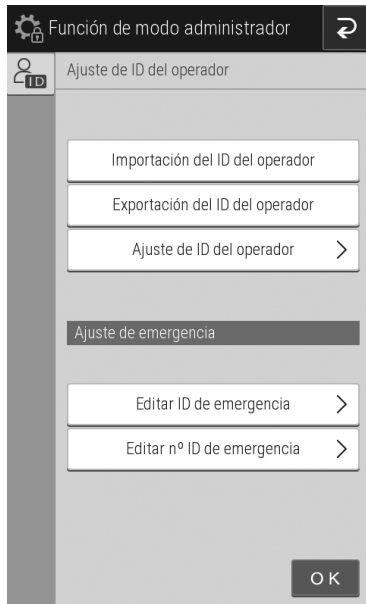 Función de modo administrador
ID
Ajuste de ID del operador
Importación del ID del operador
Exportación del ID del operador
Ajuste de ID del operador
Ajuste de emergencia
Editar ID de emergencia
Editar nº ID de emergencia
OK